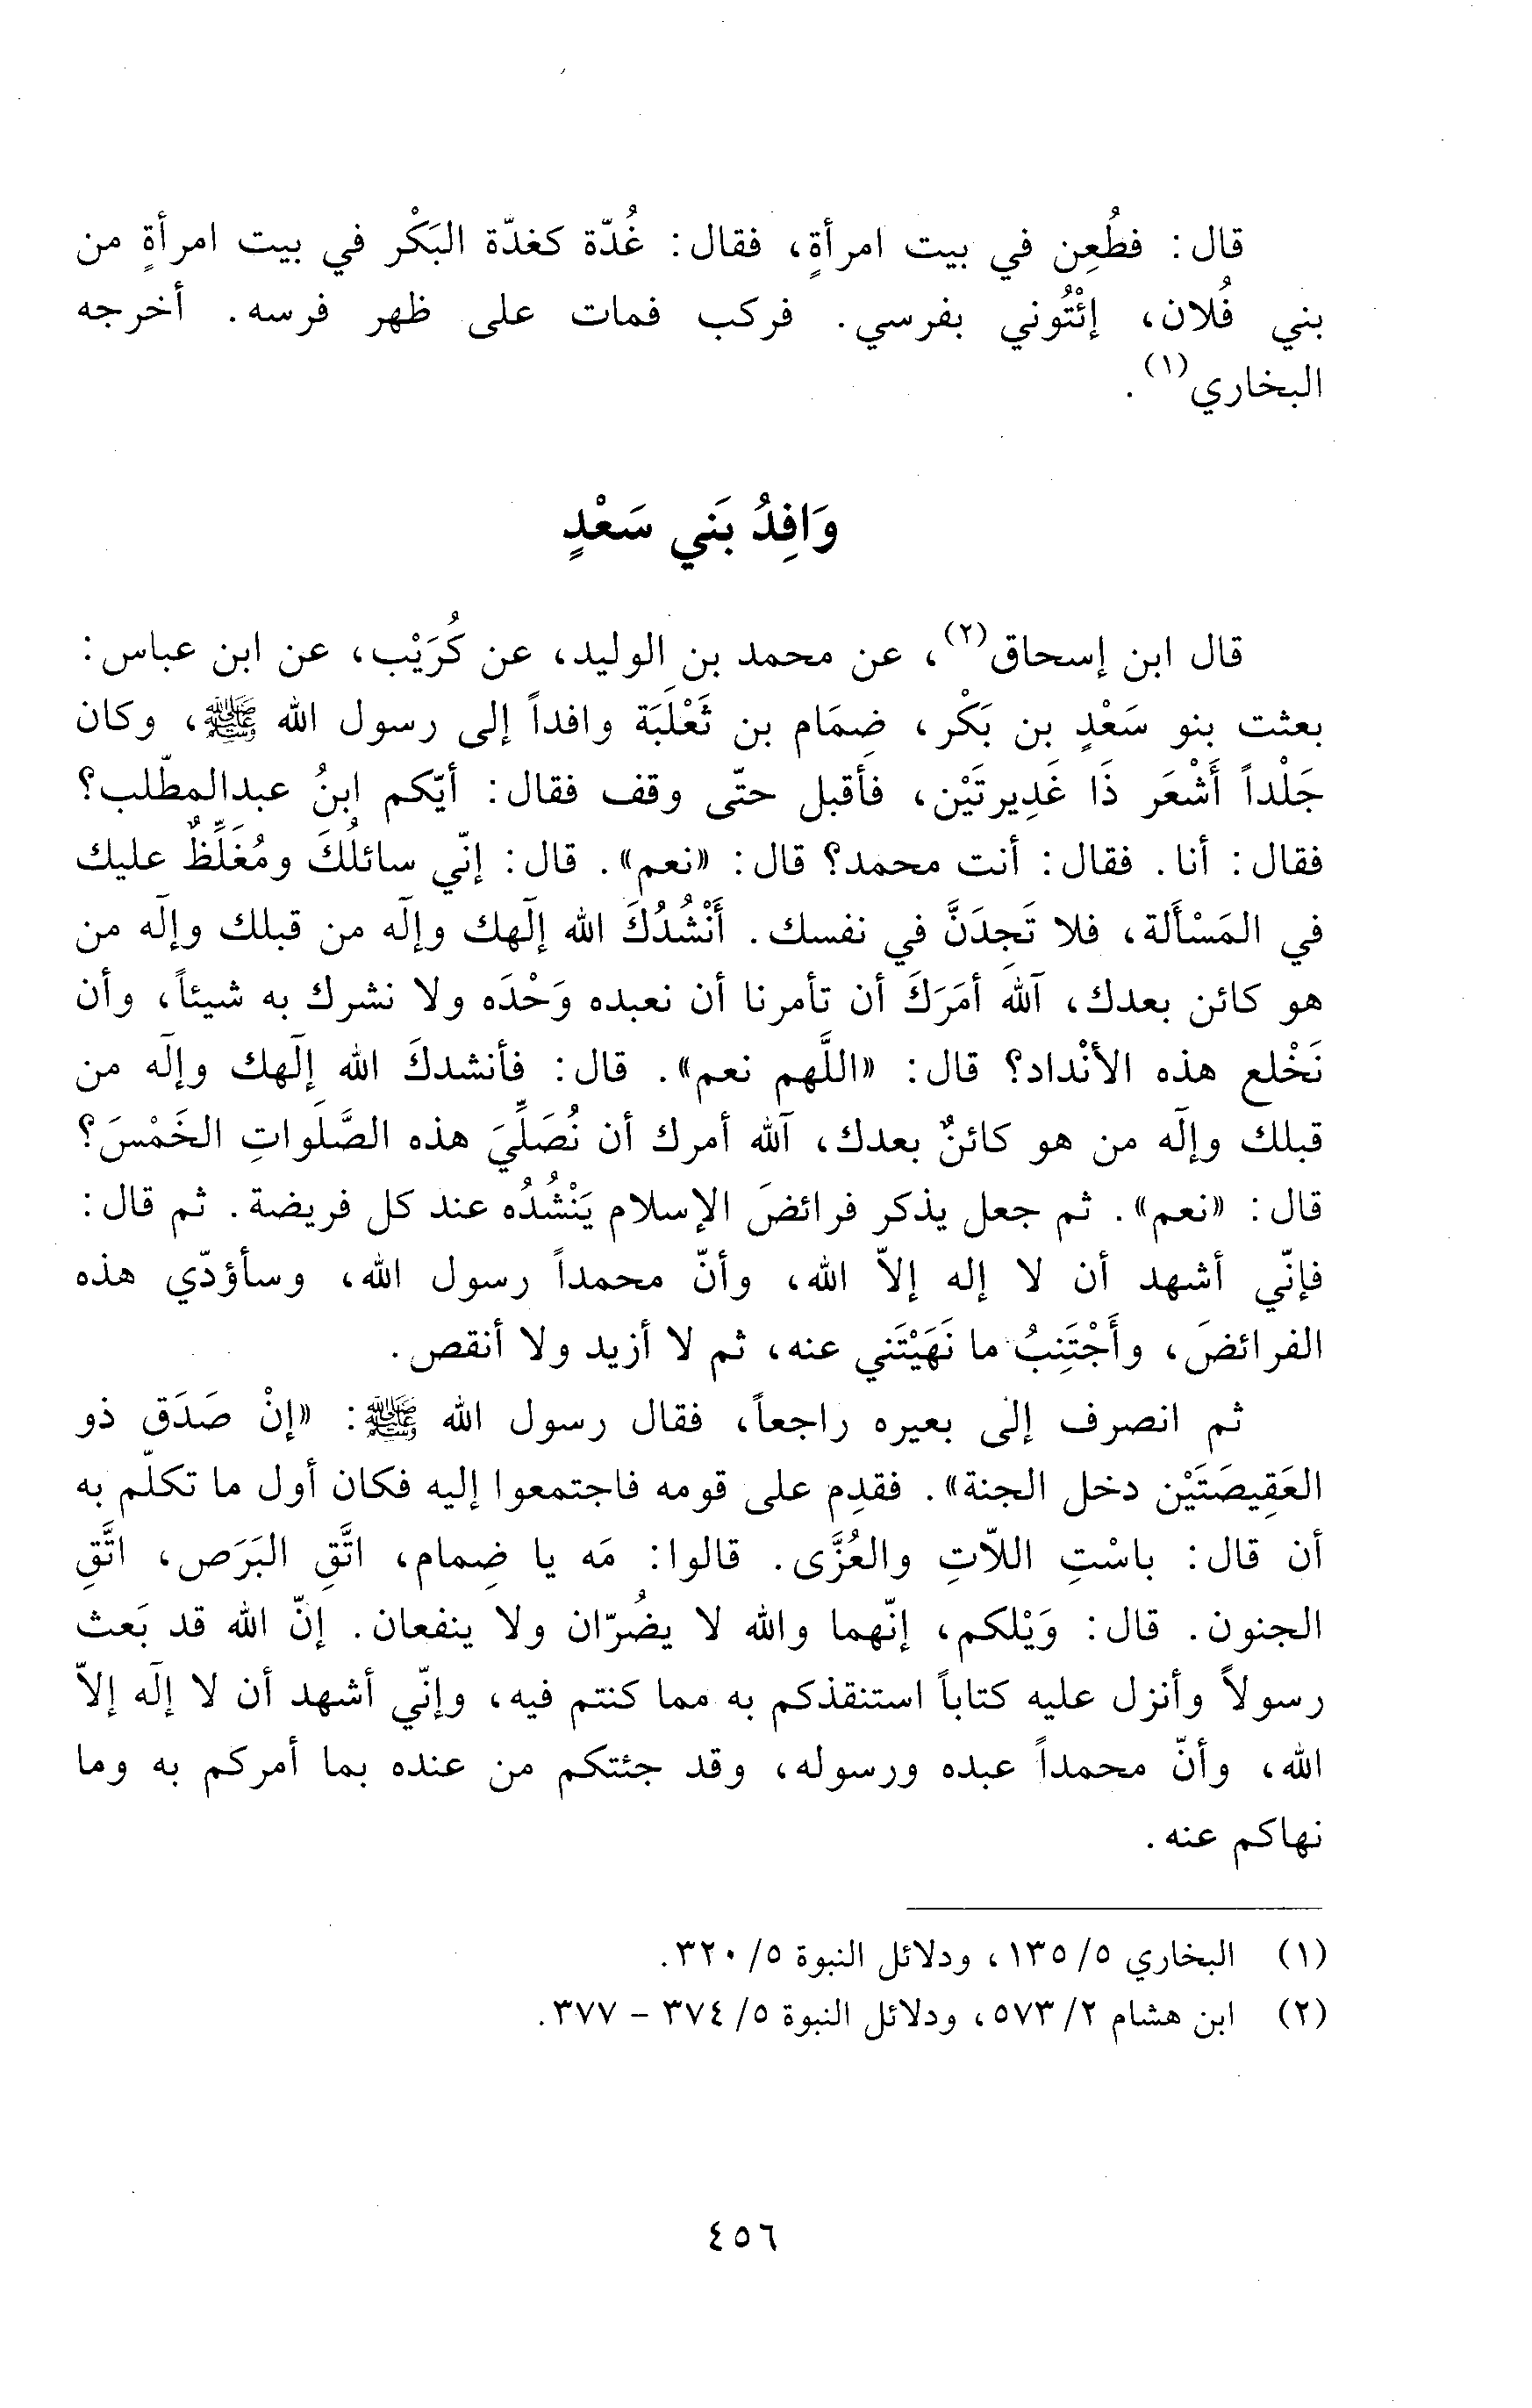 قال: فطُعِن في بيت امرأةٍ، فقال: غُدّة كغدّة البَكْر في بيت امرأةٍ من
بني فُلان، إئْتُوني بفرسي. فركب فمات على ظهر فرسه. أخرجه
البخاري(١).
وَافِدُ بَني سَعْدٍ
قال ابن إسحاق(٢)، عن محمد بن الوليد، عن كُرَيْب، عن ابن عباس:
بعثت بنو سَعْدٍ بن بَكْر، ضِمَام بن ثَعْلَبَة وافداً إلى رسول الله ﷺ، وكان
جَلْداً أَشْعَر ذَا غَدِيرتَيْن، فأقبل حتّى وقف فقال: أيّكم ابنُ عبدالمطّلب؟
فقال: أنا. فقال: أنت محمد؟ قال: «نعم». قال: إنّي سائلُكَ ومُغَلِّظٌ عليك
في المَسْأَلة، فلا تَجِدَنَّ في نفسك. أَنْشُدُكَ الله إلٓهك وإلٓه من قبلك وإلٓه من
هو كائن بعدك، آلله أمَرَكَ أن تأمرنا أن نعبده وَحْدَه ولا نشرك به شيئاً، وأن
نَخْلع هذه الأنْداد؟ قال: «اللَّهم نعم». قال: فأنشدكَ الله إلٓهك وإلٓه من
قبلك وإلٓه من هو كائنٌ بعدك، آلله أمرك أن نُصَلِّيَ هذه الصَّلَواتِ الخَمْسَ؟
قال: «نعم». ثم جعل يذكر فرائضَ الإسلام يَنْشُدُه عند كل فريضة. ثم قال:
فإنّي أشهد أن لا إله إلاّ الله، وأنّ محمداً رسول الله، وسأؤدّي هذه
الفرائضَ، وأَجْتَنِبُ ما نَهَيْتَني عنه، ثم لا أزيد ولا أنقص.
ثم انصرف إلى بعيره راجعاً، فقال رسول الله ﷺ: «إنْ صَدَق ذو
العَقِيصَتَيْن دخل الجنة». فقدِم على قومه فاجتمعوا إليه فكان أول ما تكلّم به
أن قال: باسْتِ اللاّتِ والعُزَّى. قالوا: مَه يا ضِمام، اتَّقِ البَرَص، اتَّقِ
الجنون. قال: وَيْلكم، إنّهما والله لا يضُرّان ولا ينفعان. إنّ الله قد بَعث
رسولاً وأنزل عليه كتاباً استنقذكم به مما كنتم فيه، وإنّي أشهد أن لا إلٓه إلاّ
الله، وأنّ محمداً عبده ورسوله، وقد جئتكم من عنده بما أمركم به وما
نهاكم عنه.
(١) البخاري ٥/ ١٣٥، ودلائل النبوة ٥/ ٣٢٠.
(٢) ابن هشام ٢/ ٥٧٣، ودلائل النبوة ٥/ ٣٧٤ – ٣٧٧.
٤٥٦